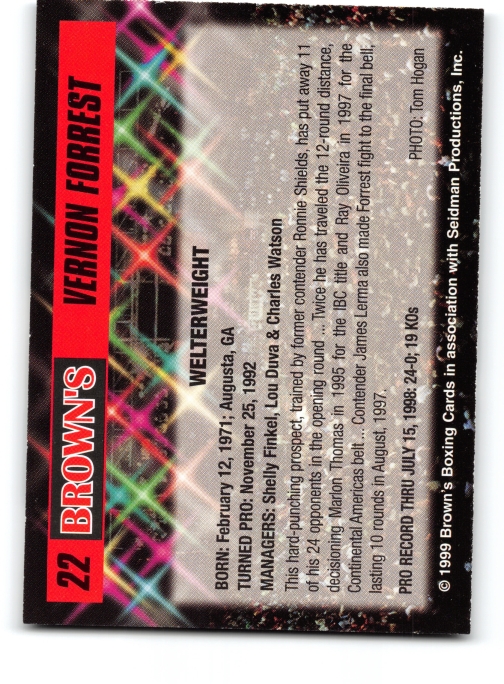 22 BROWN'S VERNON FORREST
WELTERWEIGHT
BORN: February 12, 1971; Augusta, GA
TURNED PRO: November 25, 1992
MANAGERS: Shelly Finkel, Lou Duva & Charles Watson
This hard-punching prospect, trained by former contender Ronnie Shields, has put away 11
of his 24 opponents in the opening round ... Twice he has traveled the 12-round distance,
decisioning Marion Thomas in 1995 for the IBC title and Ray Oliveira in 1997 for the
Continental Americas belt ... Contender James Lerma also made Forrest fight to the final bell,
lasting 10 rounds in August, 1997.
PRO RECORD THRU JULY 15, 1998: 24-0; 19 KOs
PHOTO: Tom Hogan
© 1999 Brown's Boxing Cards in association with Seidman Productions, Inc.